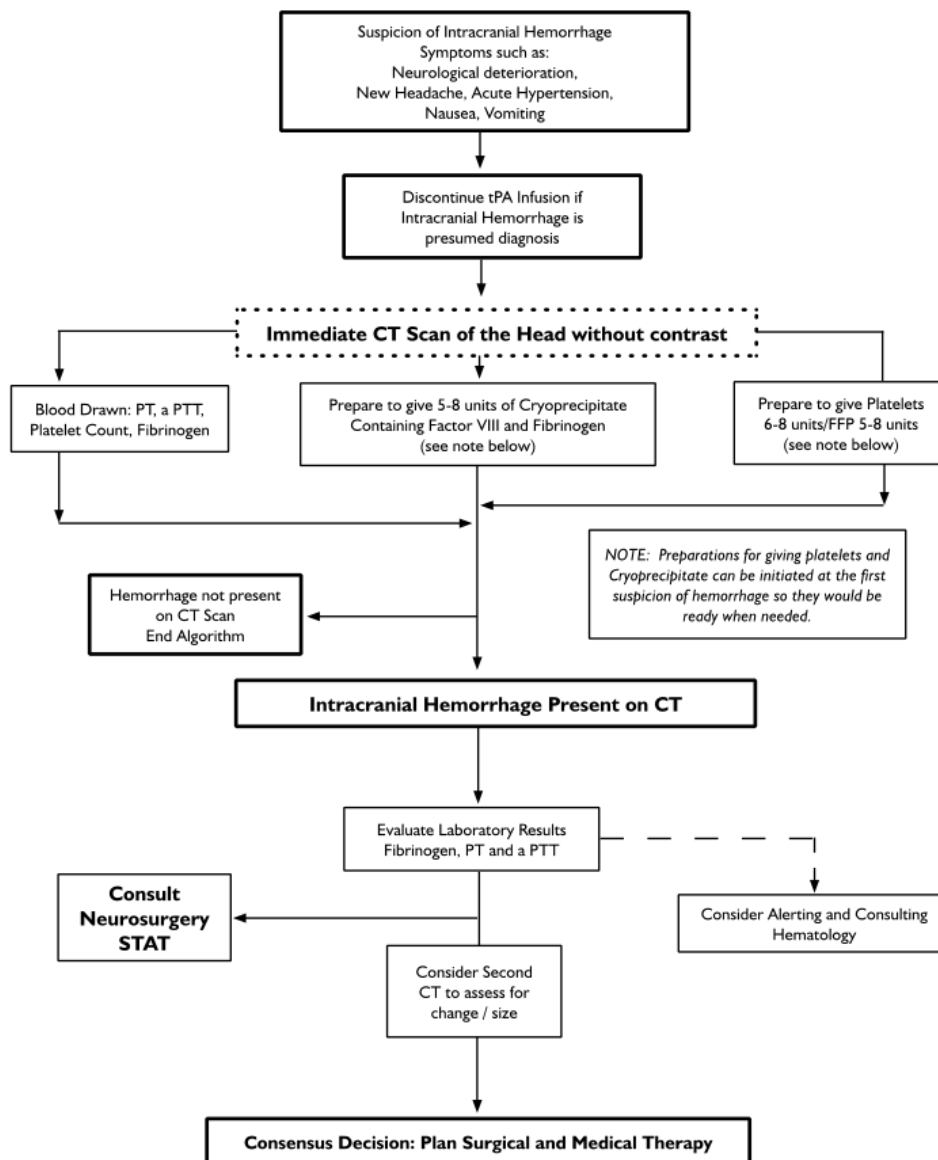 Suspicion of Intracranial Hemorrhage
Symptoms such as:
Neurological deterioration,
New Headache, Acute Hypertension,
Nausea, Vomiting
Discontinue tPA Infusion if
Intracranial Hemorrhage is
presumed diagnosis
Immediate CT Scan of the Head without contrast
Blood Drawn: PT, a PTT,
Platelet Count, Fibrinogen
Prepare to give 5-8 units of Cryoprecipitate
Containing Factor VIII and Fibrinogen
(see note below)
Prepare to give Platelets
6-8 units/FFP 5-8 units
(see note below)
NOTE: Preparations for giving platelets and
Cryoprecipitate can be initiated at the first
suspicion of hemorrhage so they would be
ready when needed.
Hemorrhage not present
on CT Scan
End Algorithm
Intracranial Hemorrhage Present on CT
Evaluate Laboratory Results
Fibrinogen, PT and a PTT
Consult
Neurosurgery
STAT
Consider Alerting and Consulting
Hematology
Consider Second
CT to assess for
change / size
Consensus Decision: Plan Surgical and Medical Therapy